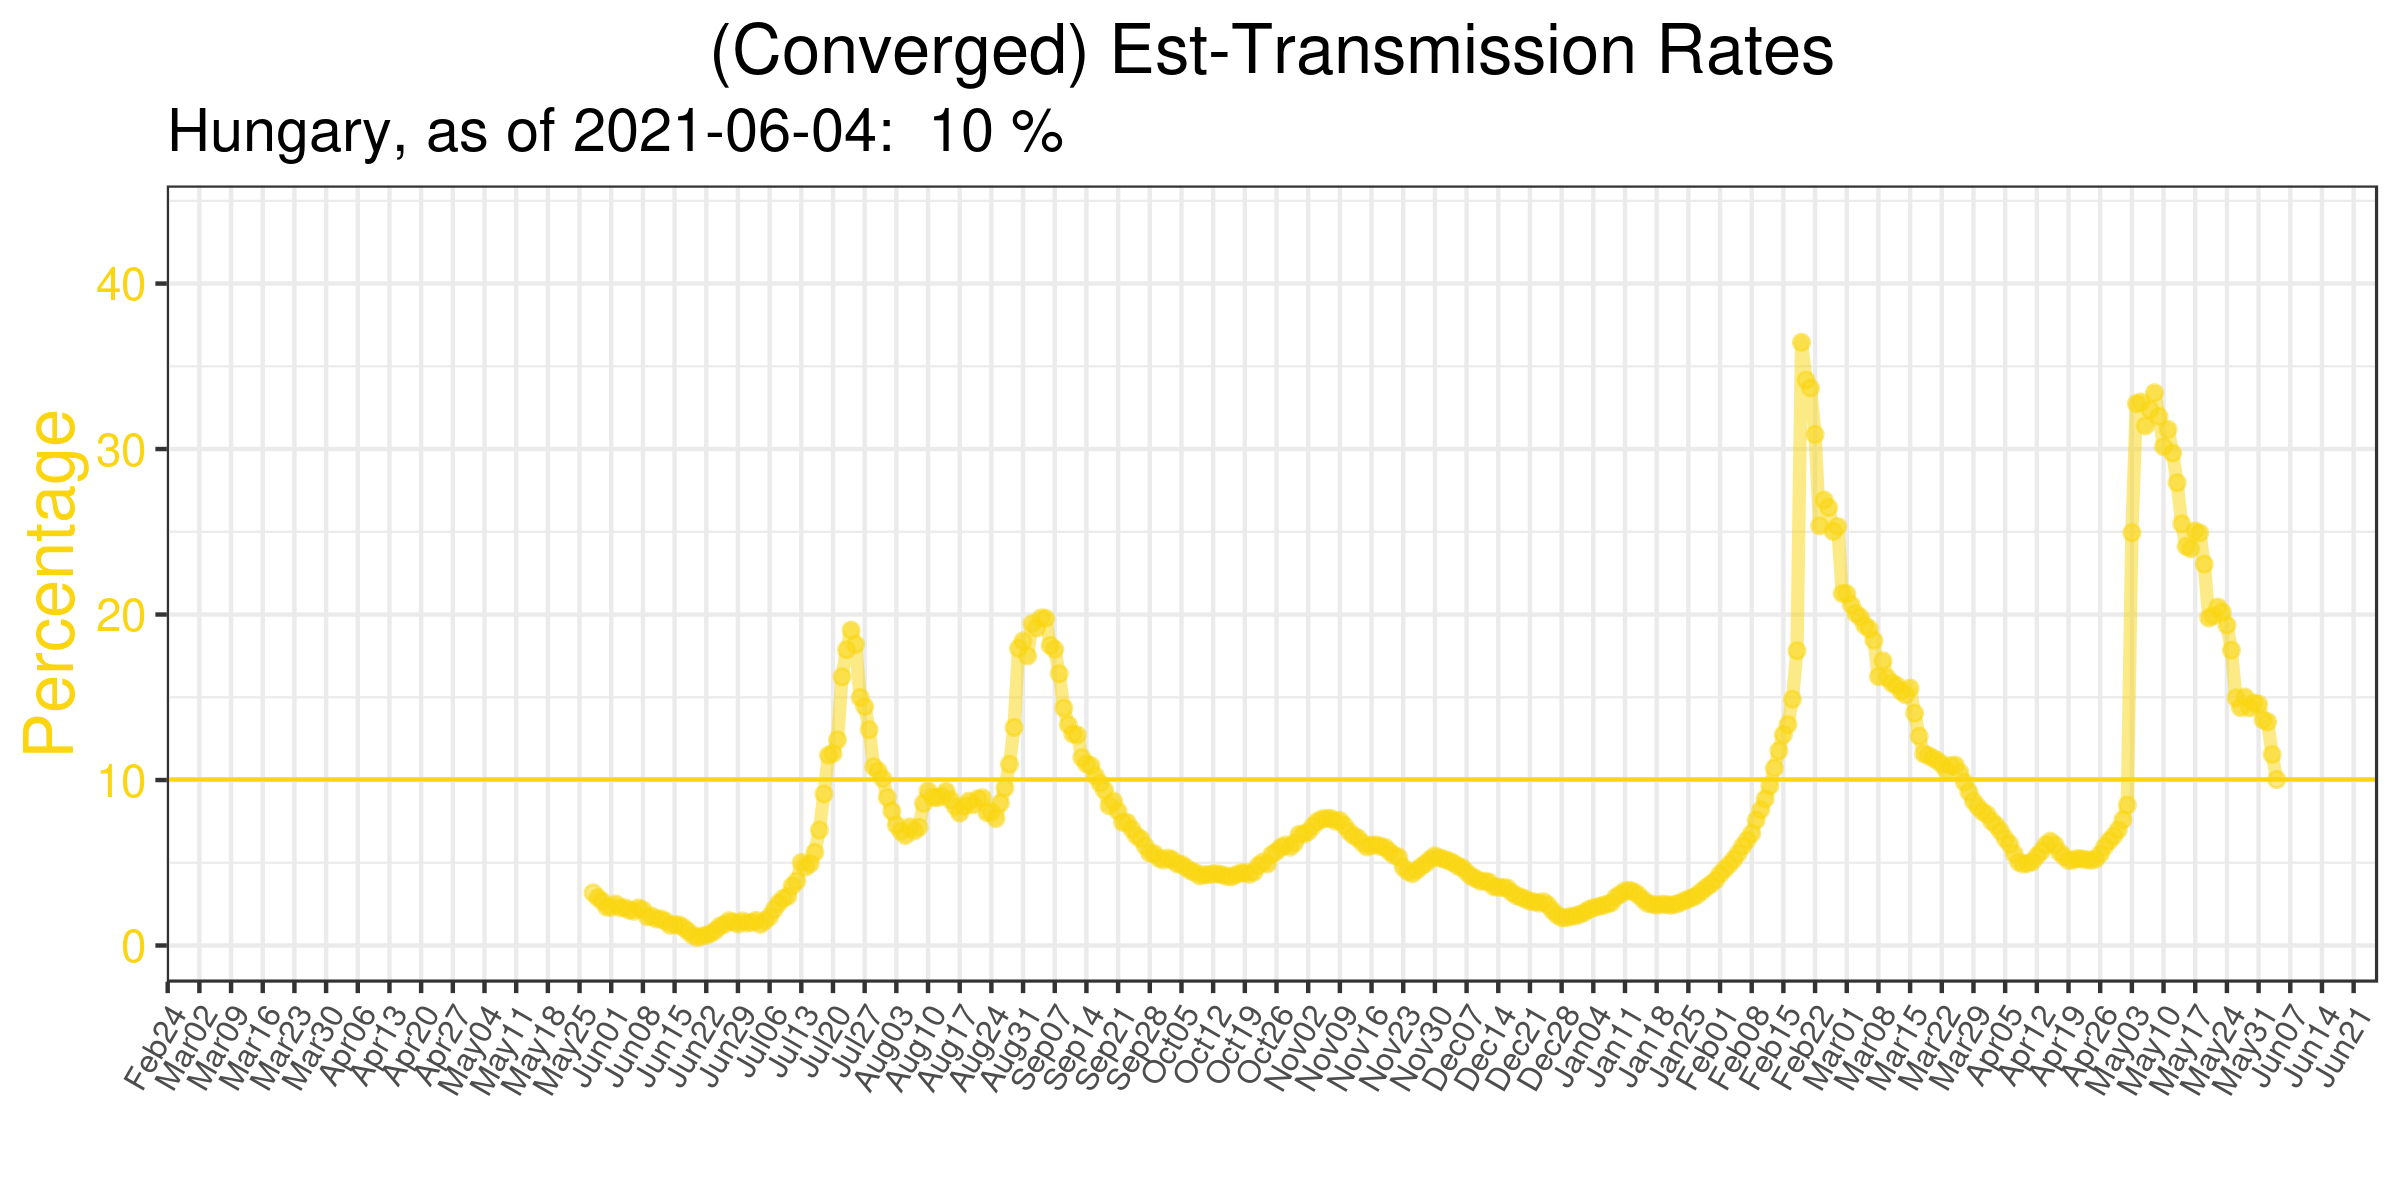 (Converged) Est-Transmission Rates
Hungary, as of 2021-06-04:  10 %
Percentage
40
30
20
10
0
Feb24
Mar02
Mar09
Mar16
Mar23
Mar30
Apr06
Apr13
Apr20
Apr27
May04
May11
May18
May25
Jun01
Jun08
Jun15
Jun22
Jun29
Jul06
Jul13
Jul20
Jul27
Aug03
Aug10
Aug17
Aug24
Aug31
Sep07
Sep14
Sep21
Sep28
Oct05
Oct12
Oct19
Oct26
Nov02
Nov09
Nov16
Nov23
Nov30
Dec07
Dec14
Dec21
Dec28
Jan04
Jan11
Jan18
Jan25
Feb01
Feb08
Feb15
Feb22
Mar01
Mar08
Mar15
Mar22
Mar29
Apr05
Apr12
Apr19
Apr26
May03
May10
May17
May24
May31
Jun07
Jun14
Jun21